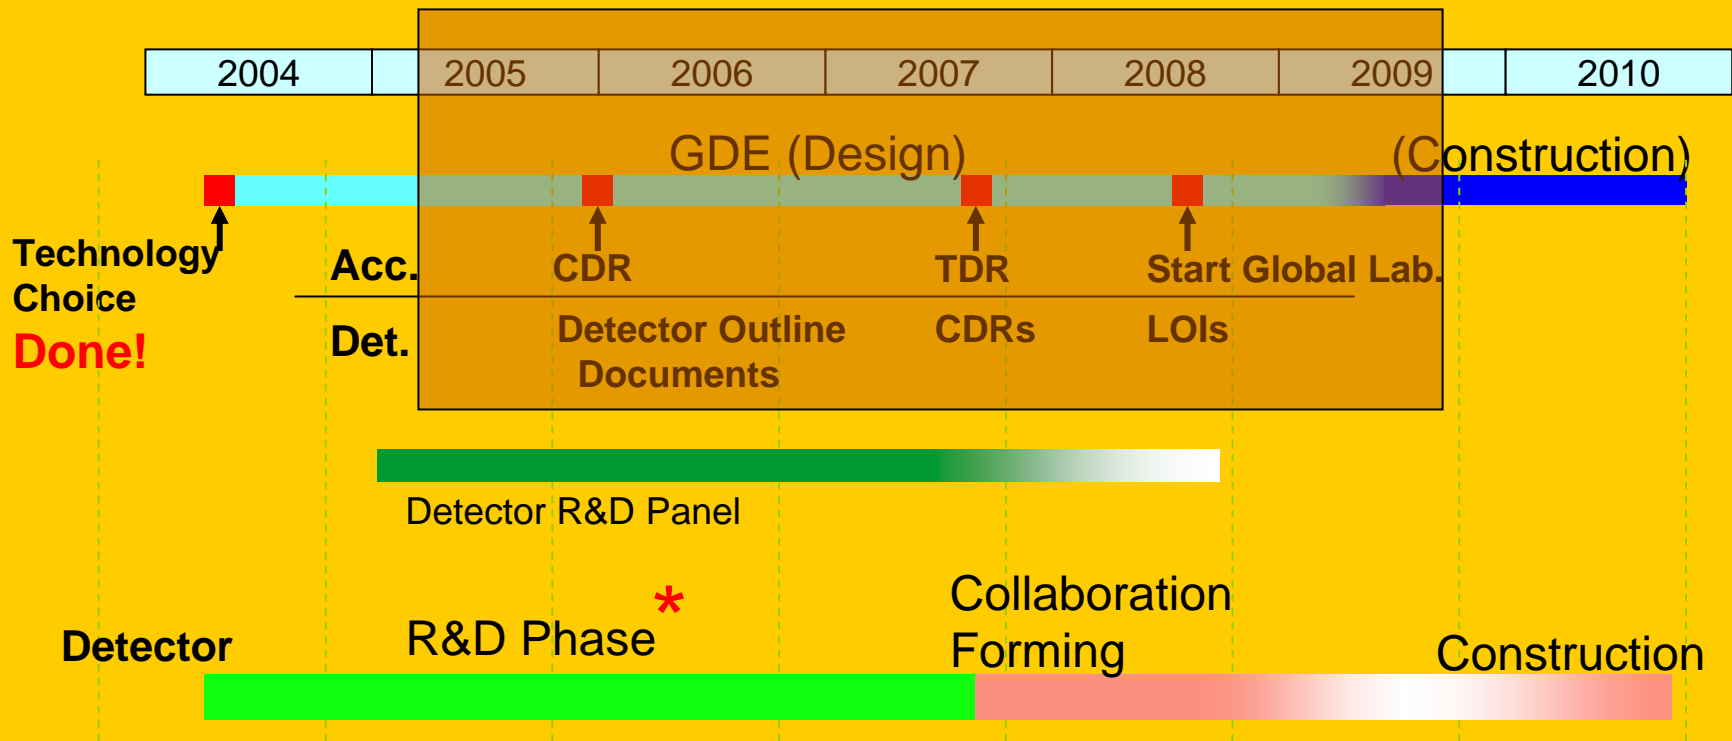 2004 2005 2006 2007 2008 2009 2010
GDE (Design) (Construction)
Technology
Choice
Done!
Acc. CDR TDR Start Global Lab.
Det. Detector Outline CDRs LOIs
Documents
Detector R&D Panel
Detector R&D Phase *
Collaboration
Forming
Construction